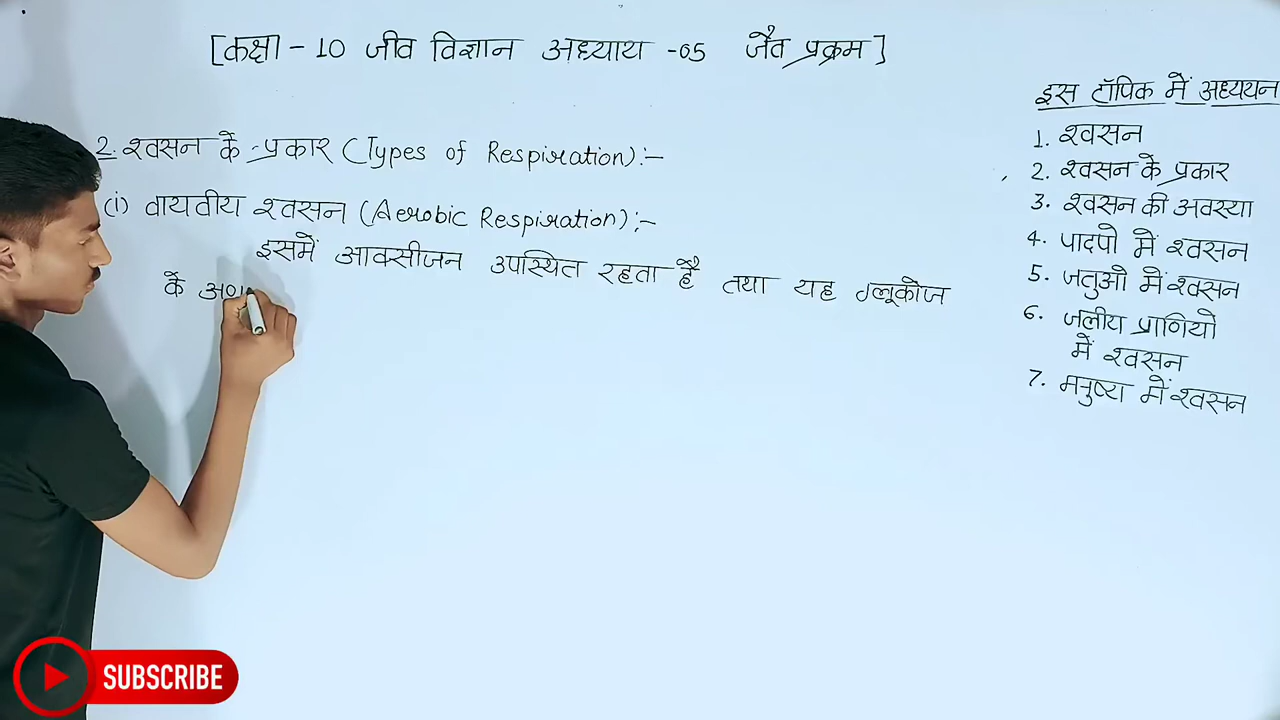 [कक्षा - 10 जीव विज्ञान अध्याय -05 जैव प्रक्रम]
2. श्वसन के प्रकार (Types of Respiration):-
(i) वायवीय श्वसन (Aerobic Respiration):-
इसमें आक्सीजन उपस्थित रहता है तथा यह ग्लूकोज
के
इस टॉपिक में अध्ययन
1. श्वसन
2. श्वसन के प्रकार
3. श्वसन की अवस्था
4. पादपो में श्वसन
5. जतुओ में श्वसन
6. जलीय प्राणियो
में श्वसन
7. मनुष्य में श्वसन
SUBSCRIBE